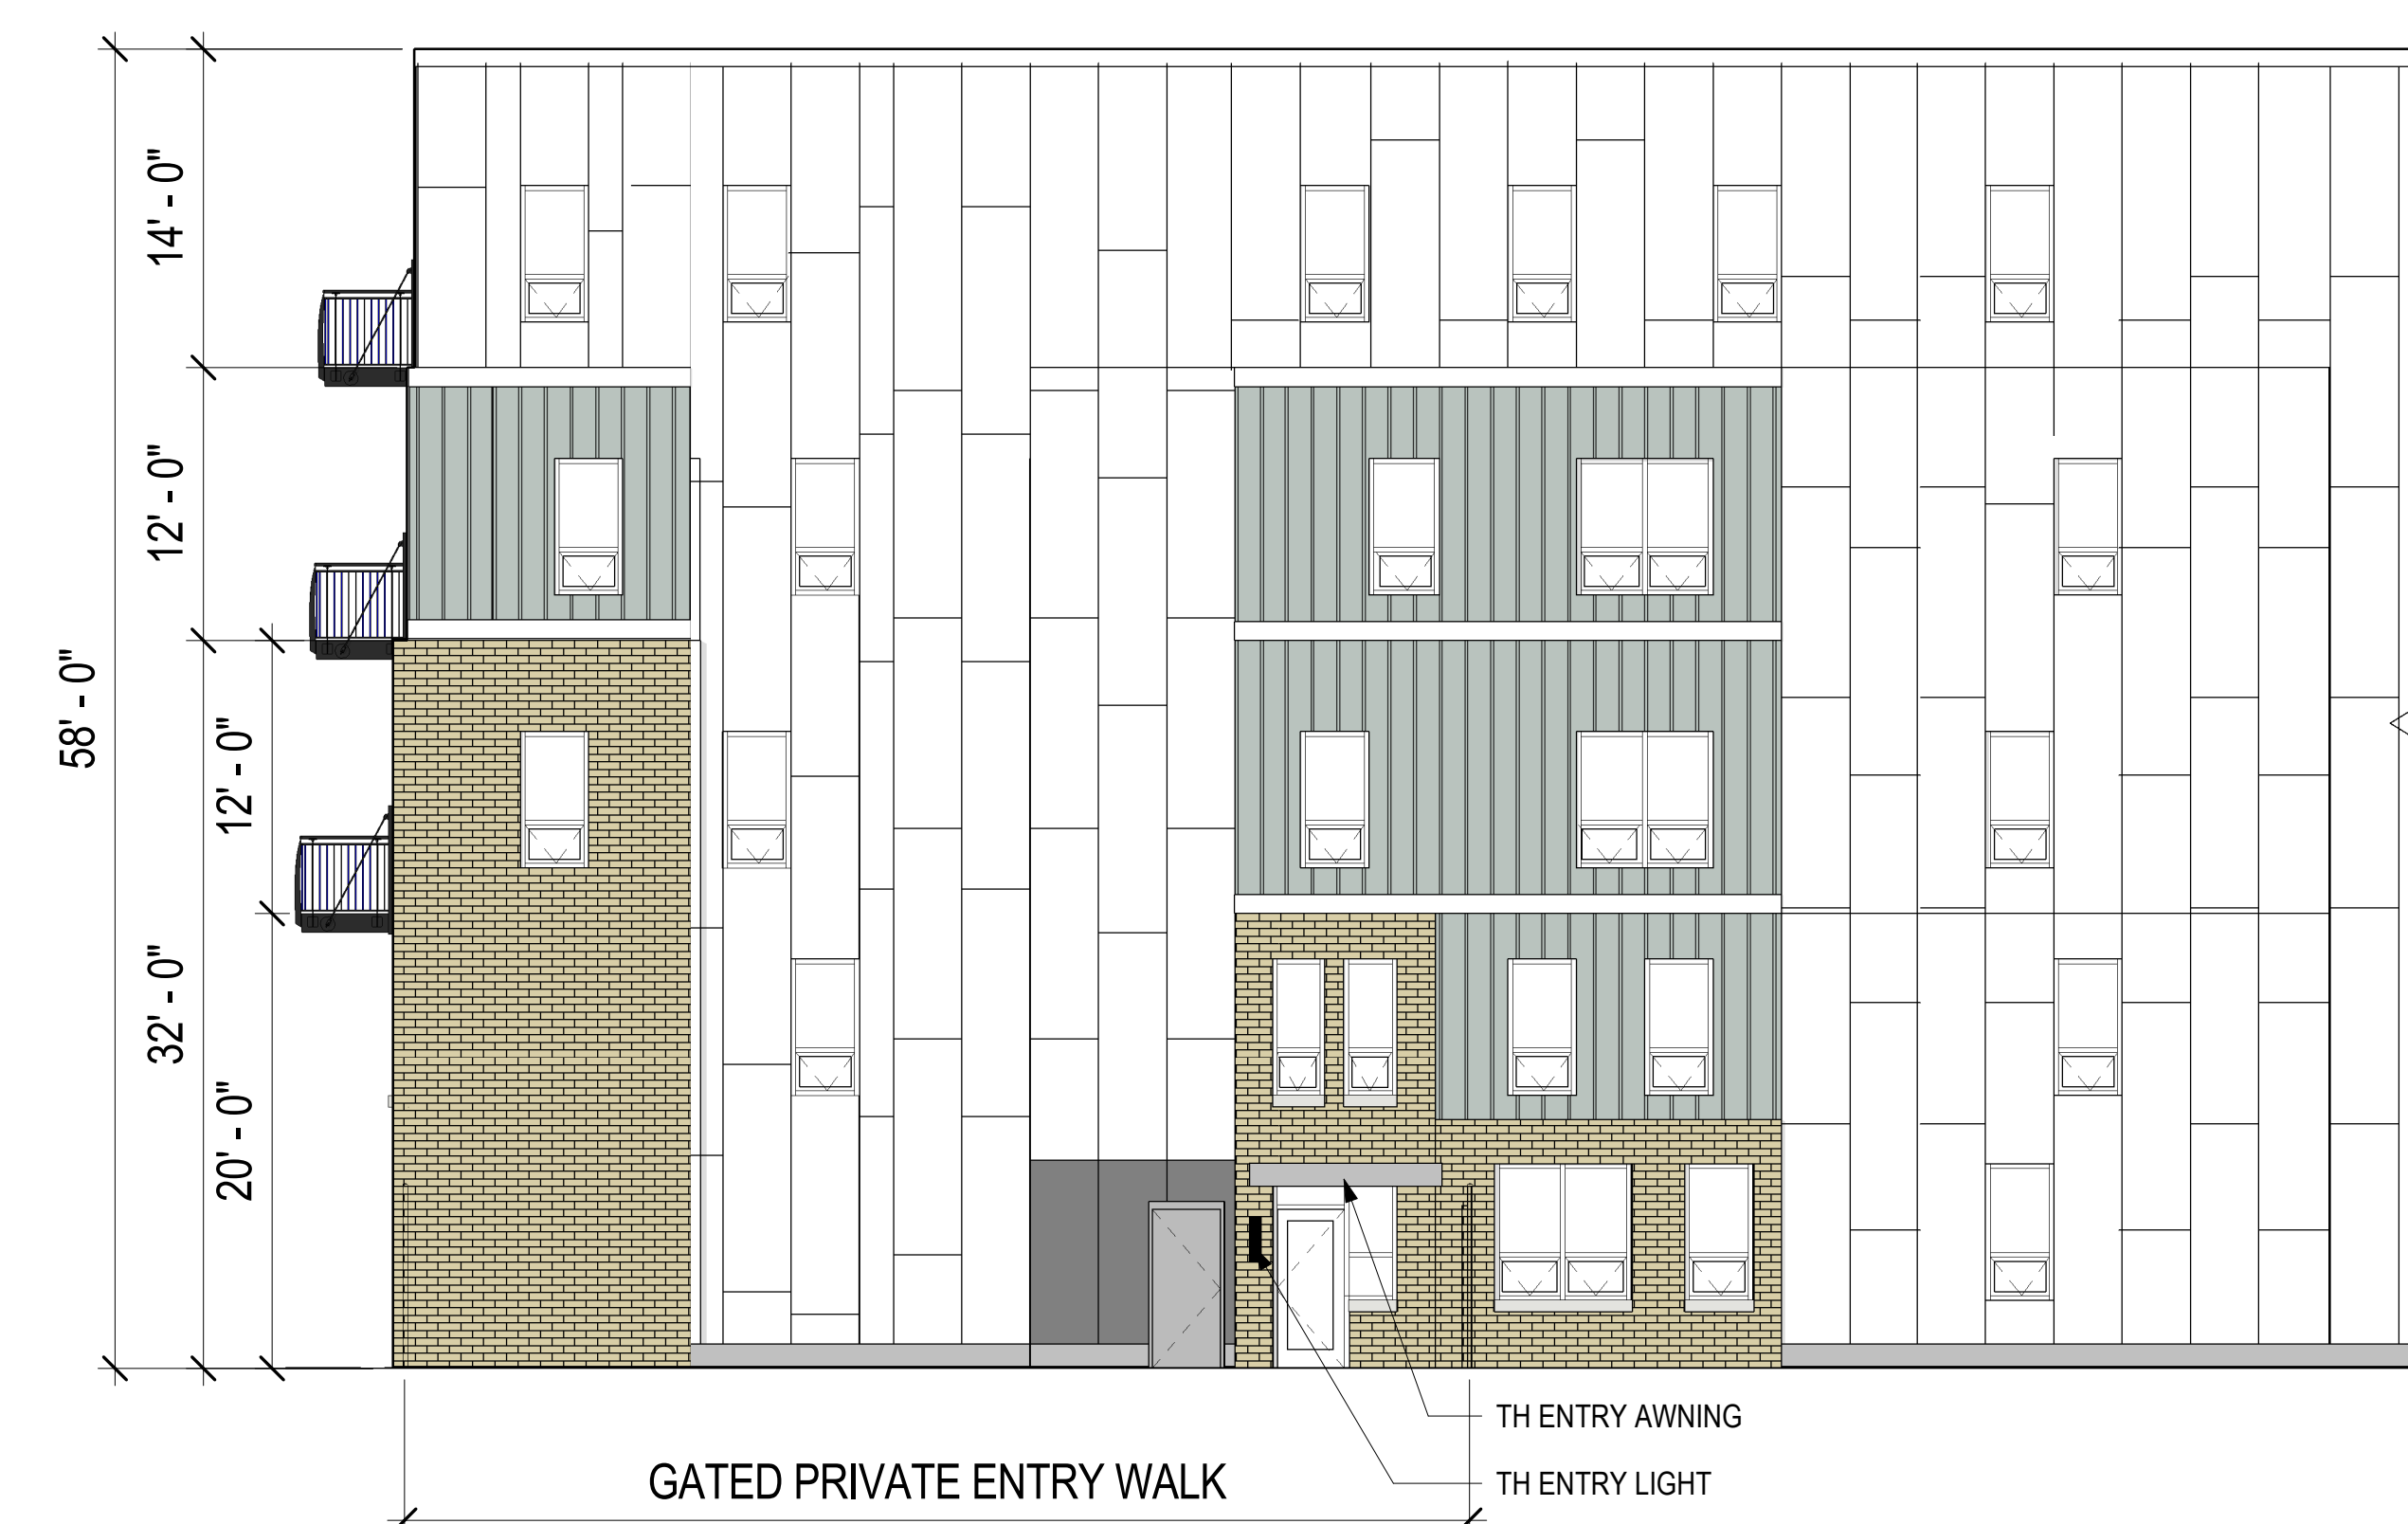 14' - 0"
12' - 0"
58' - 0"
12' - 0"
32' - 0"
20' - 0"
TH ENTRY AWNING
GATED PRIVATE ENTRY WALK
TH ENTRY LIGHT